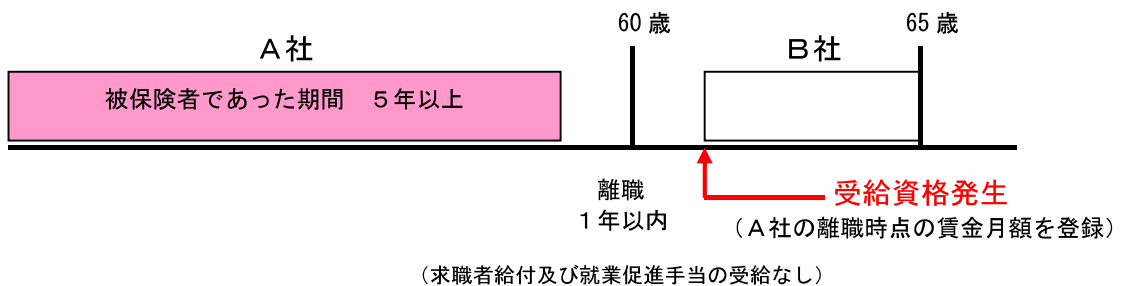 60歳
65歳
A社
B社
被保険者であった期間　５年以上
離職
１年以内
受給資格発生
（Ａ社の離職時点の賃金月額を登録）
（求職者給付及び就業促進手当の受給なし）